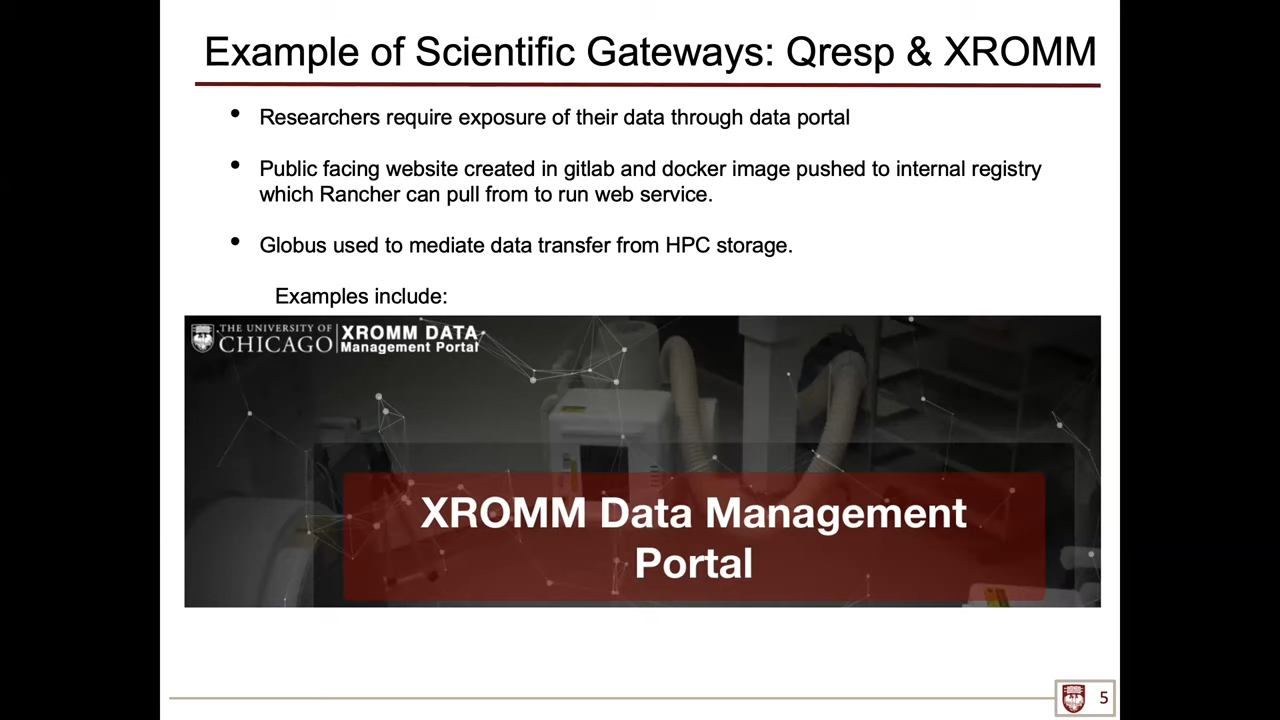 Example of Scientific Gateways: Qresp & XROMM
• Researchers require exposure of their data through data portal
• Public facing website created in gitlab and docker image pushed to internal registry
which Rancher can pull from to run web service.
• Globus used to mediate data transfer from HPC storage.
Examples include:
THE UNIVERSITY OF
CHICAGO
XROMM DATA
Management Portal
XROMM Data Management
Portal
5